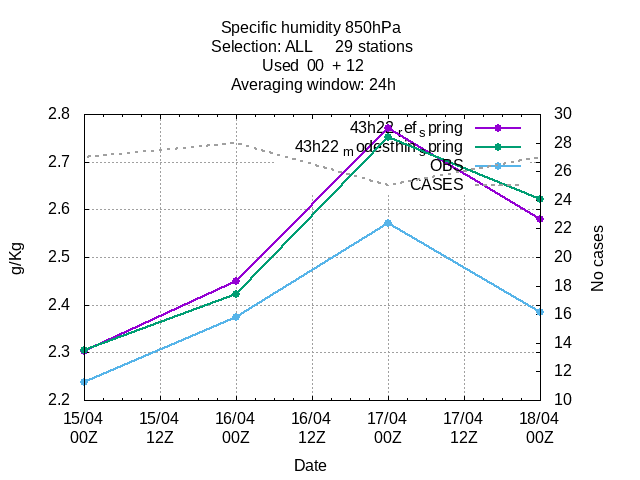 Specific humidity 850hPa
Selection: ALL 29 stations
Used 00 + 12
Averaging window: 24h
2.8
2.7
2.6
2.5
2.4
2.3
2.2
g/Kg
43h22_ref_spring
43h22_modesthin_spring
OBS
CASES
30
28
26
24
22
20
18
16
14
12
10
No cases
15/04 15/04 16/04 16/04 17/04 17/04 18/04
00Z 12Z 00Z 12Z 00Z 12Z 00Z
Date